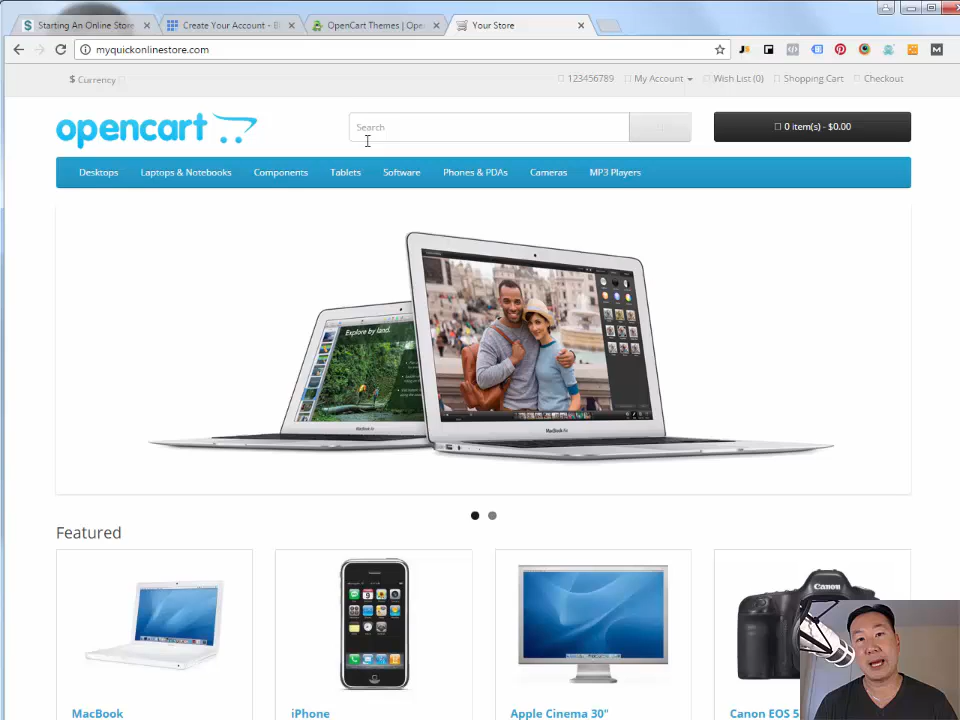 Starting An Online Store
Create Your Account - Bl
OpenCart Themes | Ope
Your Store
myquickonlinestore.com
$ Currency
123456789
My Account
Wish List (0)
Shopping Cart
Checkout
opencart
Search
0 item(s) - $0.00
Desktops
Laptops & Notebooks
Components
Tablets
Software
Phones & PDAs
Cameras
MP3 Players
Explore by land.
MacBook Air
MacBook Air
Featured
Canon
MacBook
iPhone
Apple Cinema 30"
Canon EOS 5